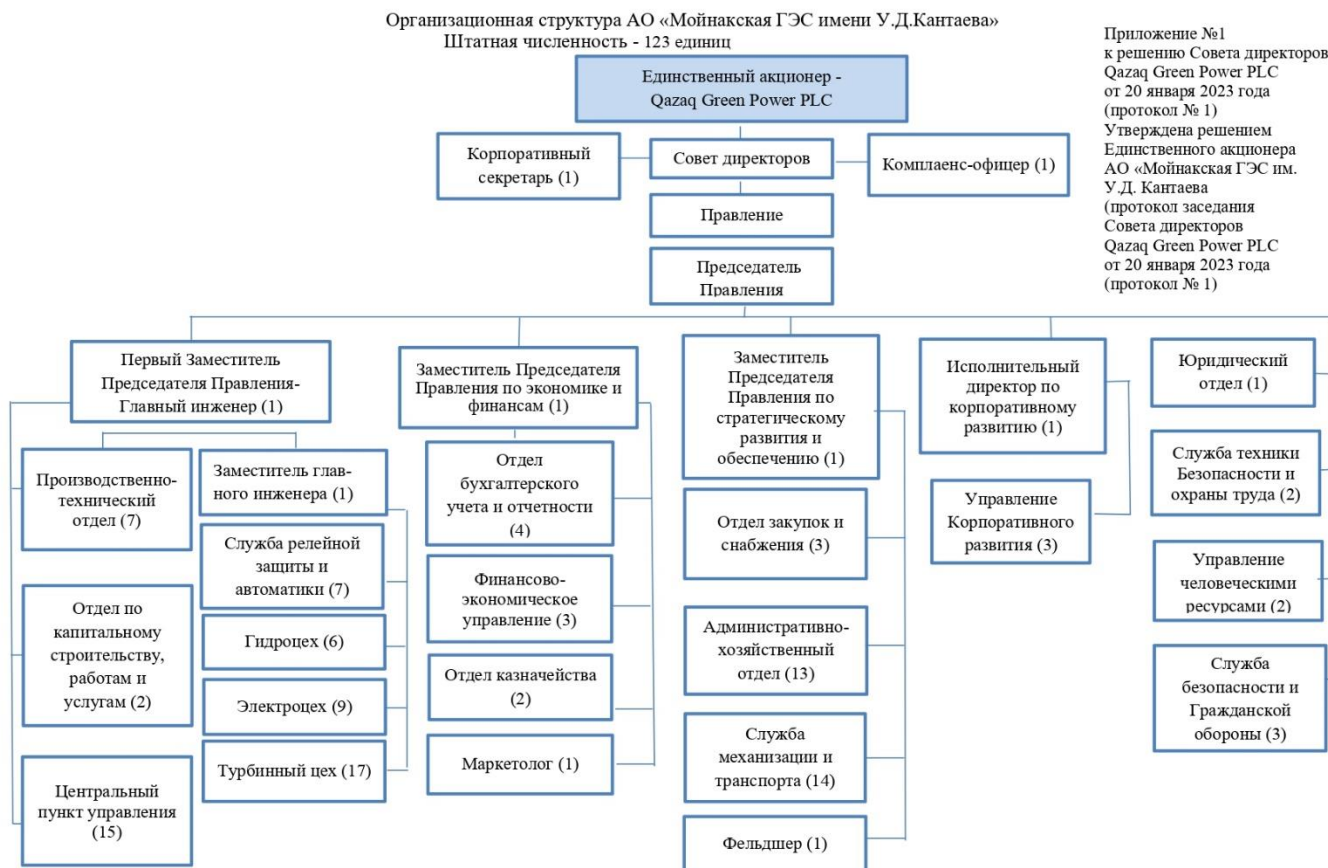 Организационная структура АО «Мойнакская ГЭС имени У.Д.Кантаева»
Штатная численность - 123 единиц
Приложение №1
к решению Совета директоров
Qazaq Green Power PLC
от 20 января 2023 года
(протокол № 1)
Утверждена решением
Единственного акционера
АО «Мойнакская ГЭС им.
У.Д. Кантаева
(протокол заседания
Совета директоров
Qazaq Green Power PLC
от 20 января 2023 года
(протокол № 1)
Единственный акционер -
Qazaq Green Power PLC
Корпоративный
секретарь (1)
Совет директоров
Комплаенс-офицер (1)
Правление
Председатель
Правления
Первый Заместитель
Председателя Правления-
Главный инженер (1)
Производственно-
технический
отдел (7)
Отдел по
капитальному
строительству,
работам и
услугам (2)
Центральный
пункт управления
(15)
Заместитель глав-
ного инженера (1)
Служба релейной
защиты и
автоматики (7)
Гидроцех (6)
Электроцех (9)
Турбинный цех (17)
Заместитель Председателя
Правления по экономике и
финансам (1)
Отдел
бухгалтерского
учета и отчетности
(4)
Финансово-
экономическое
управление (3)
Отдел казначейства
(2)
Маркетолог (1)
Заместитель
Председателя
Правления по
стратегическому
развития и
обеспечению (1)
Отдел закупок и
снабжения (3)
Административно-
хозяйственный
отдел (13)
Служба
механизации и
транспорта (14)
Фельдшер (1)
Исполнительный
директор по
корпоративному
развитию (1)
Управление
Корпоративного
развития (3)
Юридический
отдел (1)
Служба техники
Безопасности и
охраны труда (2)
Управление
человеческими
ресурсами (2)
Служба
безопасности и
Гражданской
обороны (3)